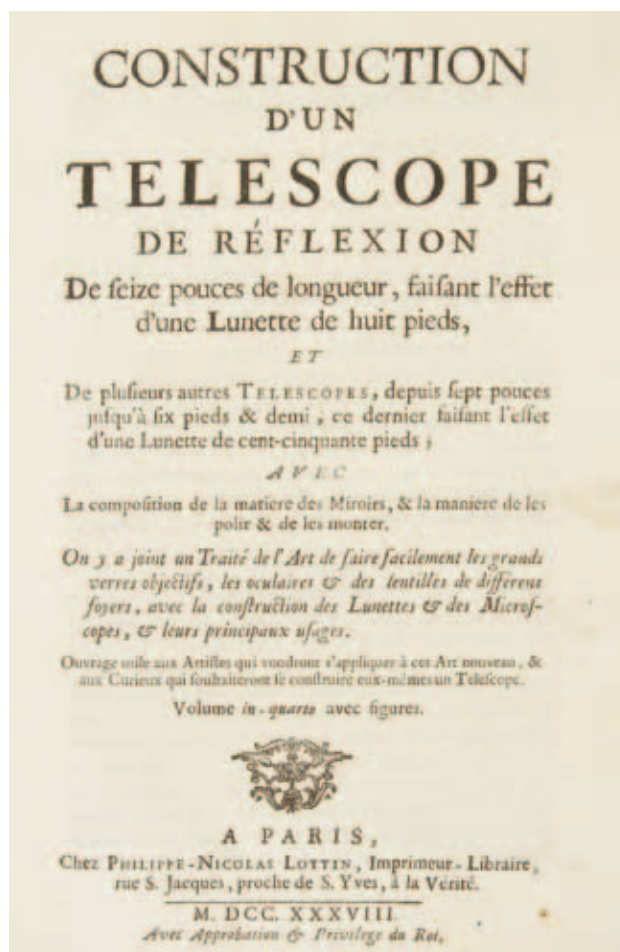 CONSTRUCTION
D'UN
TELESCOPE
DE RÉFLEXION
De ſeize pouces de longueur, faiſant l'effet
d'une Lunette de huit pieds,
ET
De pluſieurs autres TELESCOPES, depuis ſept pouces
juſqu'à ſix pieds & demi, ce dernier faiſant l'effet
d'une Lunette de cent-cinquante pieds;
AVEC
La compoſition de la matiere des Miroirs, & la maniere de les
polir & de les monter.
On y a joint un Traité de l'Art de faire facilement les grands
verres objectifs, les oculaires & des lentilles de différens
foyers, avec la conſtruction des Lunettes & des Microſ-
copes, & leurs principaux uſages.
Ouvrage utile aux Artiſtes qui voudront s'appliquer à cet Art nouveau, &
aux Curieux qui ſouhaiteront ſe conſtruire eux-mêmes un Teleſcope.
Volume in-quarto avec figures.
A PARIS,
Chez PHILIPPE-NICOLAS LOTTIN, Imprimeur-Libraire,
rue S. Jacques, proche de S. Yves, à la Verité.
M. DCC. XXXVIII.
Avec Approbation & Privilege du Roi.